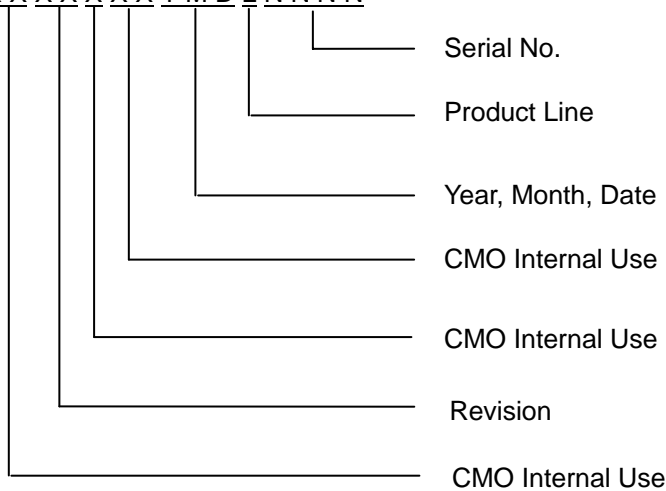 X X X X X Y M D L N N N N
Serial No.
Product Line
Year, Month, Date
CMO Internal Use
CMO Internal Use
Revision
CMO Internal Use